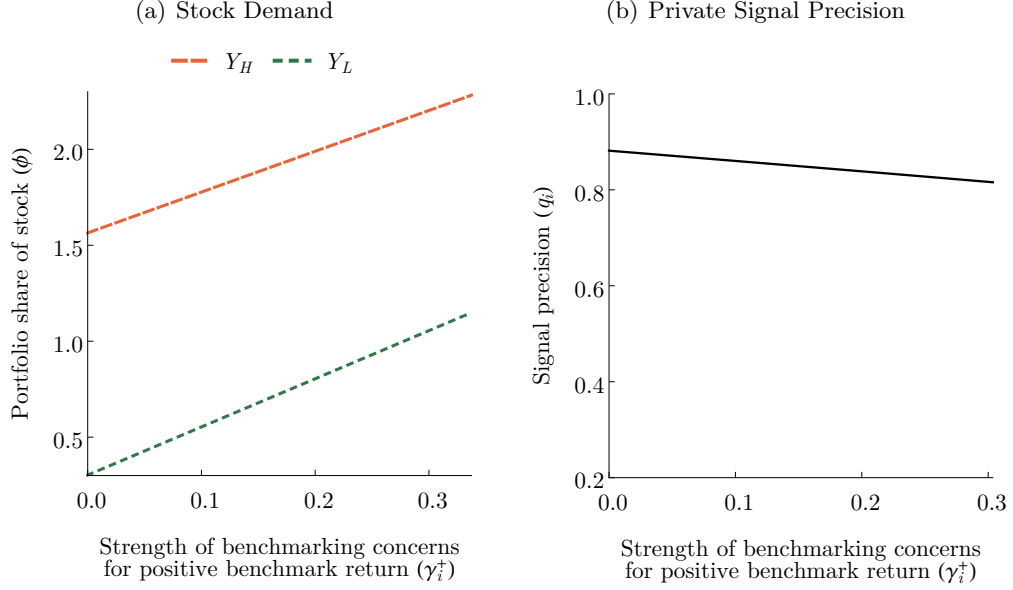 (a) Stock Demand
Y_H Y_L
Portfolio share of stock (ϕ)
2.0
1.5
1.0
0.5
0.0 0.1 0.2 0.3
Strength of benchmarking concerns
for positive benchmark return (γ_i^†)
(b) Private Signal Precision
Signal precision (q_i)
1.0
0.8
0.6
0.4
0.2
0.0 0.1 0.2 0.3
Strength of benchmarking concerns
for positive benchmark return (γ_i^†)